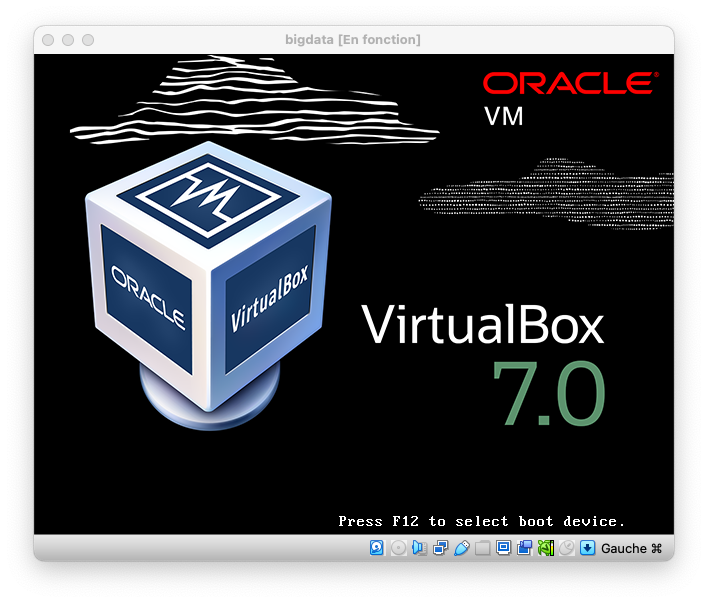 bigdata [En fonction]
ORACLE®
VM
ORACLE
VirtualBox
VirtualBox
7.0
Press F12 to select boot device.
Gauche ⌘